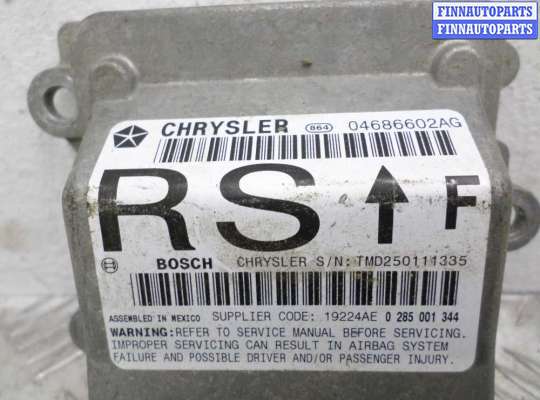 FINNAUTOPARTS
FINNAUTOPARTS
CHRYSLER 864 04686602AG
RS F
BOSCH CHRYSLER S/N: TMD250111335
ASSEMBLED IN MEXICO SUPPLIER CODE: 19224AE 0 285 001 344
WARNING:REFER TO SERVICE MANUAL BEFORE SERVICING.
IMPROPER SERVICING CAN RESULT IN AIRBAG SYSTEM
FAILURE AND POSSIBLE DRIVER AND/OR PASSENGER INJURY.